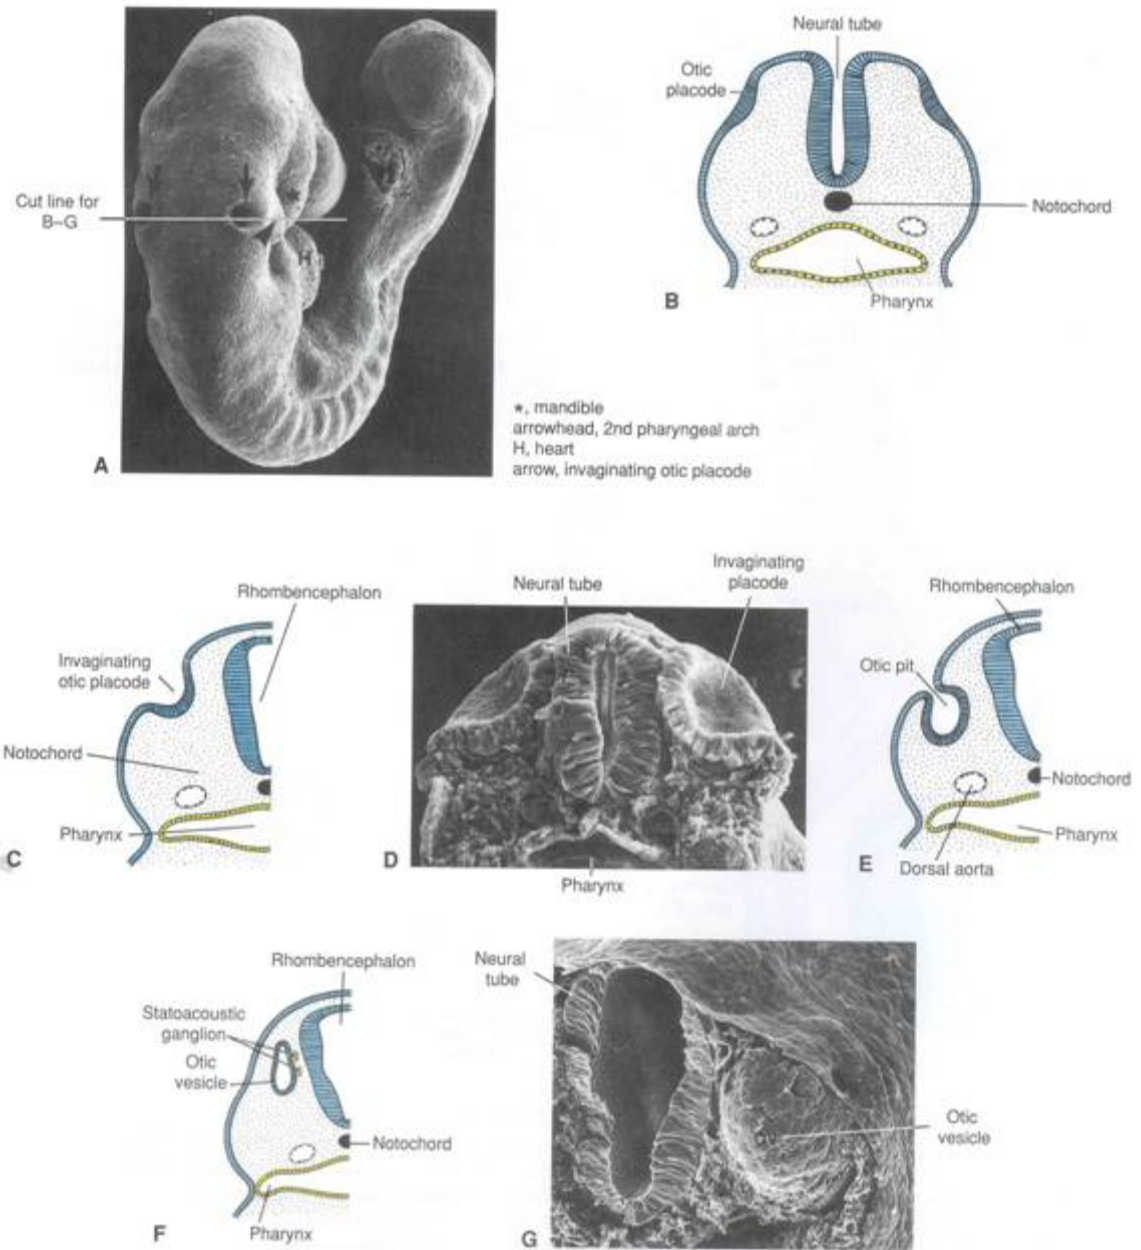 Neural tube
Otic
placode
Cut line for
B–G
*
H
Notochord
Pharynx
B
A
*, mandible
arrowhead, 2nd pharyngeal arch
H, heart
arrow, invaginating otic placode
Rhombencephalon
Invaginating
otic placode
Notochord
Pharynx
C
Neural tube
Invaginating
placode
D
Pharynx
Rhombencephalon
Otic pit
Notochord
Pharynx
E
Dorsal aorta
Rhombencephalon
Statoacoustic
ganglion
Otic
vesicle
Notochord
F
Pharynx
Neural
tube
Otic
vesicle
G